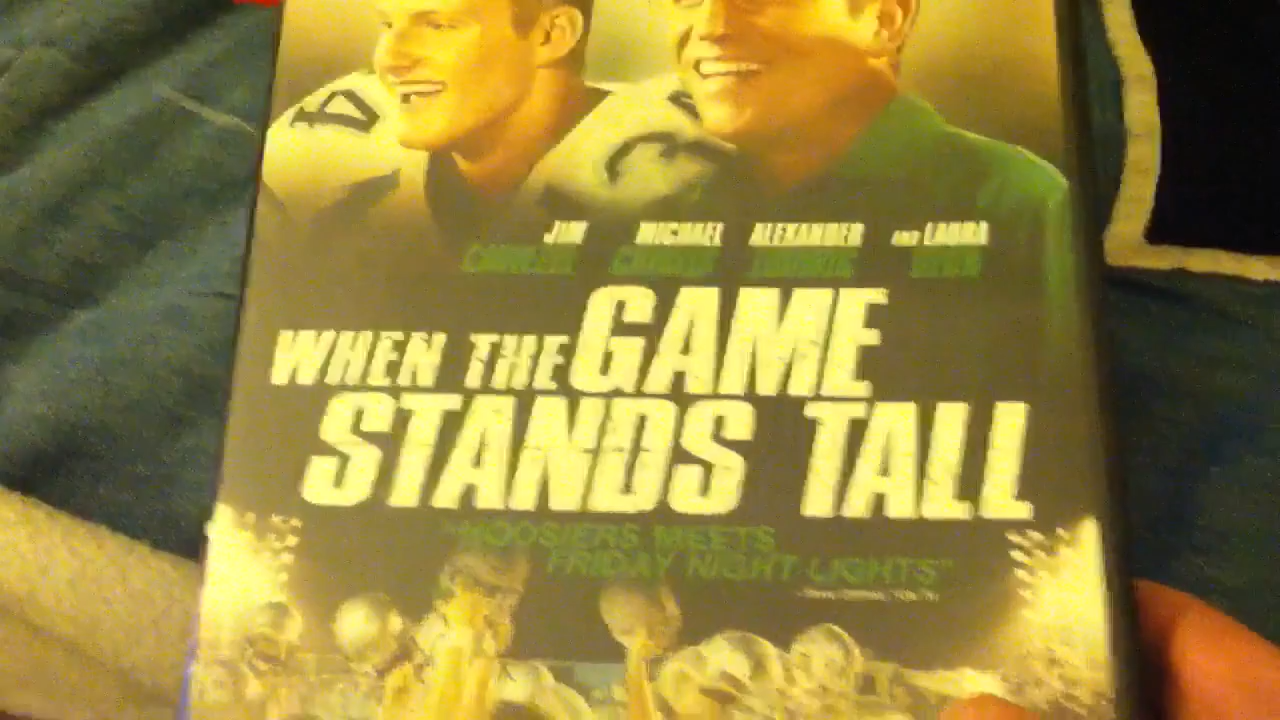 JIM MICHAEL ALEXANDER AND LAURA
WHEN THE GAME
STANDS TALL
"HOOSIERS MEETS
FRIDAY NIGHT LIGHTS"